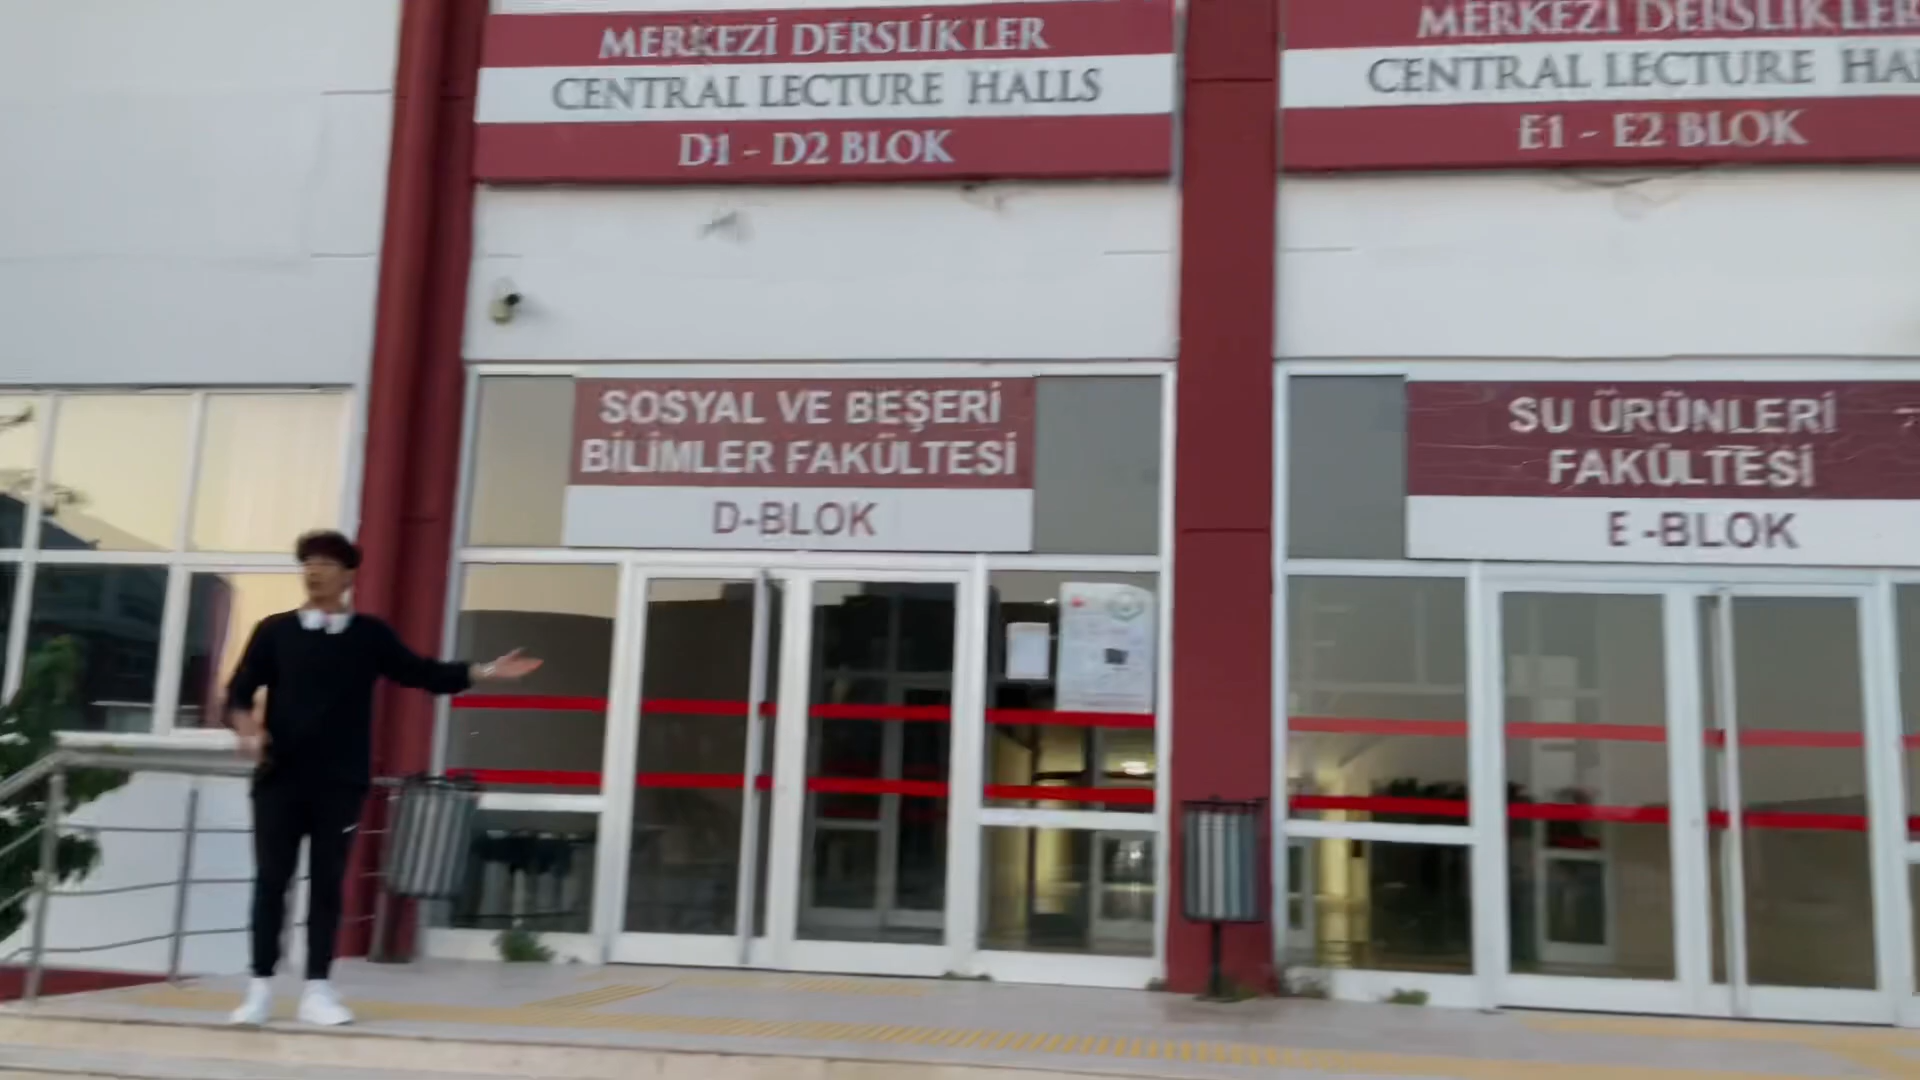 MERKEZİ DERSLİKLER
CENTRAL LECTURE HALLS
D1 - D2 BLOK
MERKEZİ DERSLİKLER
CENTRAL LECTURE
E1 - E2 BLOK
SOSYAL VE BEŞERİ
BİLİMLER FAKÜLTESİ
D-BLOK
SU ÜRÜNLERİ
FAKÜLTESİ
E -BLOK